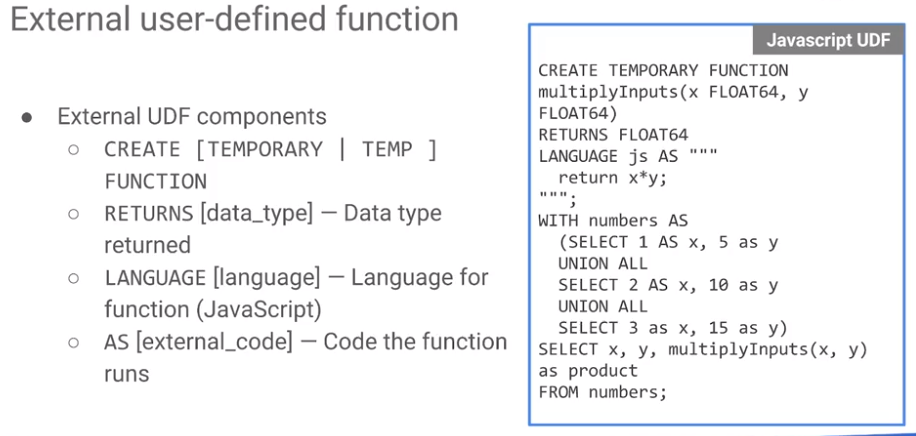 External user-defined function
● External UDF components
○ CREATE [TEMPORARY | TEMP ]
FUNCTION
○ RETURNS [data_type] — Data type
returned
○ LANGUAGE [language] — Language for
function (JavaScript)
○ AS [external_code] — Code the function
runs
Javascript UDF
CREATE TEMPORARY FUNCTION
multiplyInputs(x FLOAT64, y
FLOAT64)
RETURNS FLOAT64
LANGUAGE js AS """
  return x*y;
""";
WITH numbers AS
  (SELECT 1 AS x, 5 as y
  UNION ALL
  SELECT 2 AS x, 10 as y
  UNION ALL
  SELECT 3 as x, 15 as y)
SELECT x, y, multiplyInputs(x, y)
as product
FROM numbers;